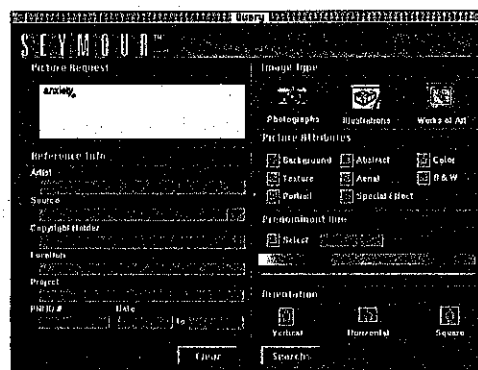 Query
SEYMOUR™
Picture Request
anxiety
Reference Info
Artist
Source
Copyright Holder
Location
Project
Date
to
Clear
Image Type
Photographs
Illustrations
Works of Art
Picture Attributes
Background
Abstract
Color
Texture
Aerial
B & W
Portrait
Special Effect
Predominant Hue
Select
Orientation
Vertical
Horizontal
Square
Search